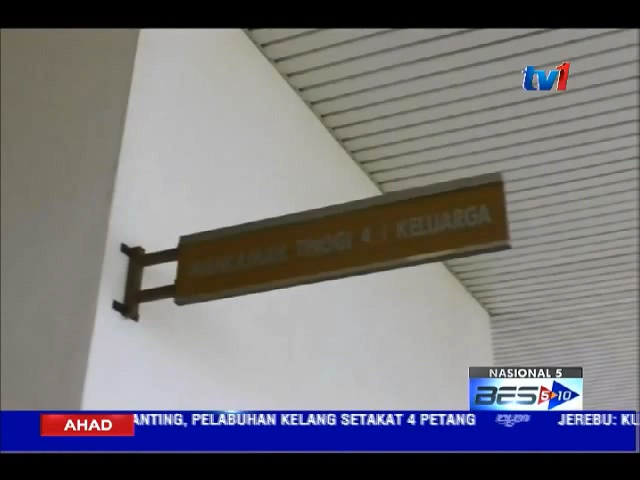 tv1
MAHKAMAH TINGGI 4 / KELUARGA
NASIONAL 5
BES 5 10
AHAD ANTING, PELABUHAN KELANG SETAKAT 4 PETANG JEREBU: KU